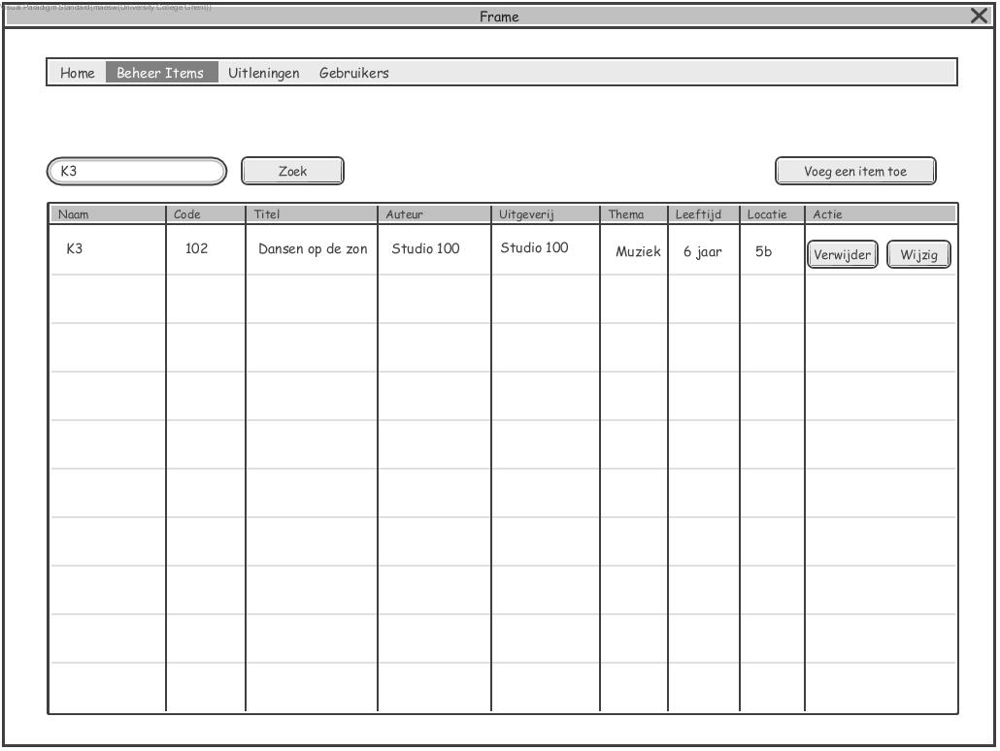 Visual Paradigm Standard(maesw(University College Ghent))
Frame
Home Beheer Items Uitleningen Gebruikers
K3 Zoek Voeg een item toe
Naam Code Titel Auteur Uitgeverij Thema Leeftijd Locatie Actie
K3 102 Dansen op de zon Studio 100 Studio 100 Muziek 6 jaar 5b Verwijder Wijzig